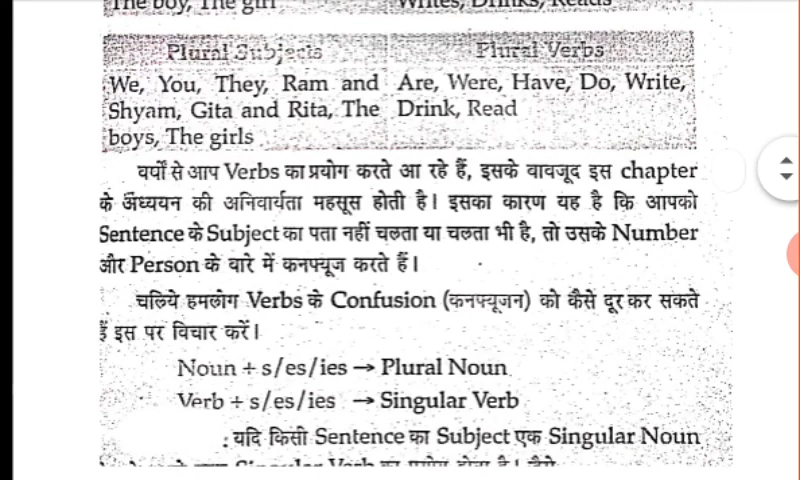 The boy, The girl Writes, Drinks, Reads
Plural Subjects Plural Verbs
We, You, They, Ram and Are, Were, Have, Do, Write,
Shyam, Gita and Rita, The Drink, Read
boys, The girls
वर्षों से आप Verbs का प्रयोग करते आ रहे हैं, इसके वावजूद इस chapter
के अध्ययन की अनिवार्यता महसूस होती है। इसका कारण यह है कि आपको
Sentence के Subject का पता नहीं चलता या चलता भी है, तो उसके Number
और Person के वारे में कनफ्यूज करते हैं।
चलिये हमलोग Verbs के Confusion (कनफ्यूजन) को कैसे दूर कर सकते
हैं इस पर विचार करें।
Noun + s/es/ies → Plural Noun
Verb + s/es/ies → Singular Verb
: यदि किसी Sentence का Subject एक Singular Noun
Singular Verb का प्रयोग होता है। जैसे